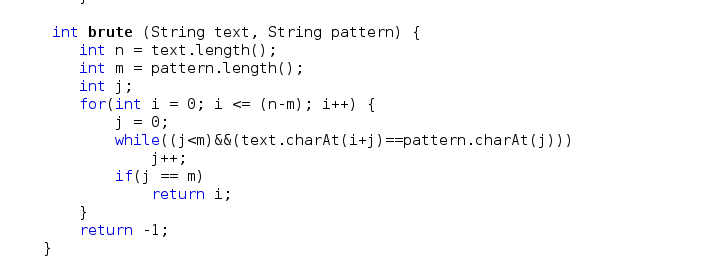 int brute (String text, String pattern) {
int n = text.length();
int m = pattern.length();
int j;
for(int i = 0; i <= (n-m); i++) {
j = 0;
while((j<m)&&(text.charAt(i+j)==pattern.charAt(j)))
j++;
if(j == m)
return i;
}
return -1;
}